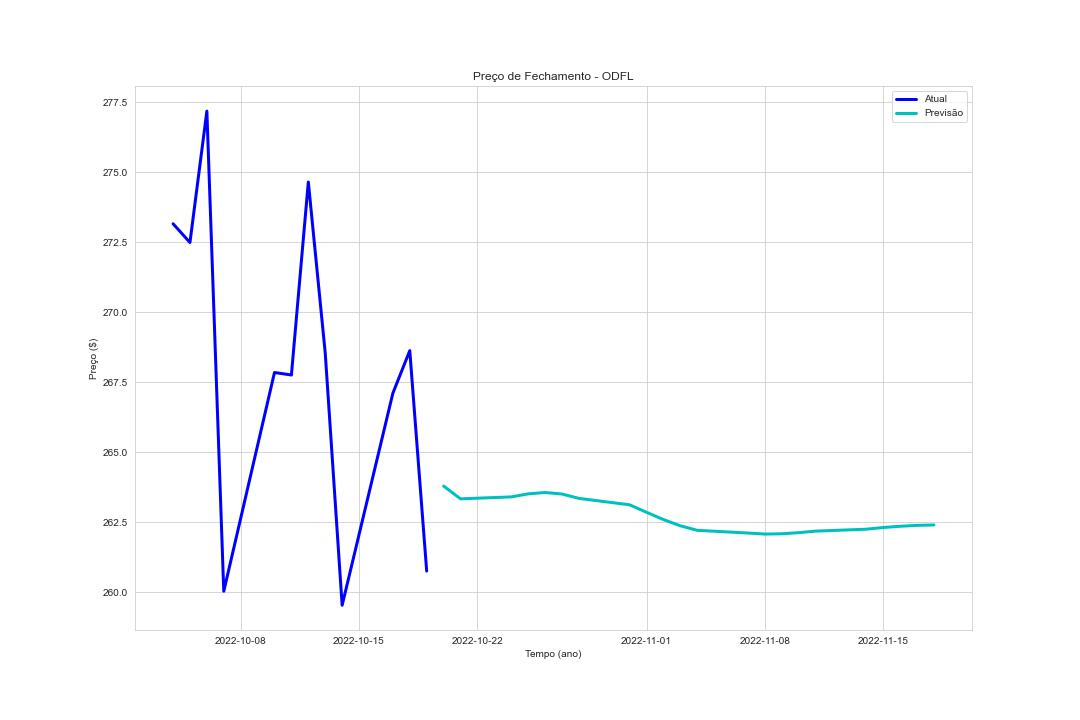 Preço de Fechamento - ODFL
Atual
Previsão
277.5
275.0
272.5
270.0
267.5
265.0
262.5
260.0
Preço ($)
2022-10-08
2022-10-15
2022-10-22
2022-11-01
2022-11-08
2022-11-15
Tempo (ano)